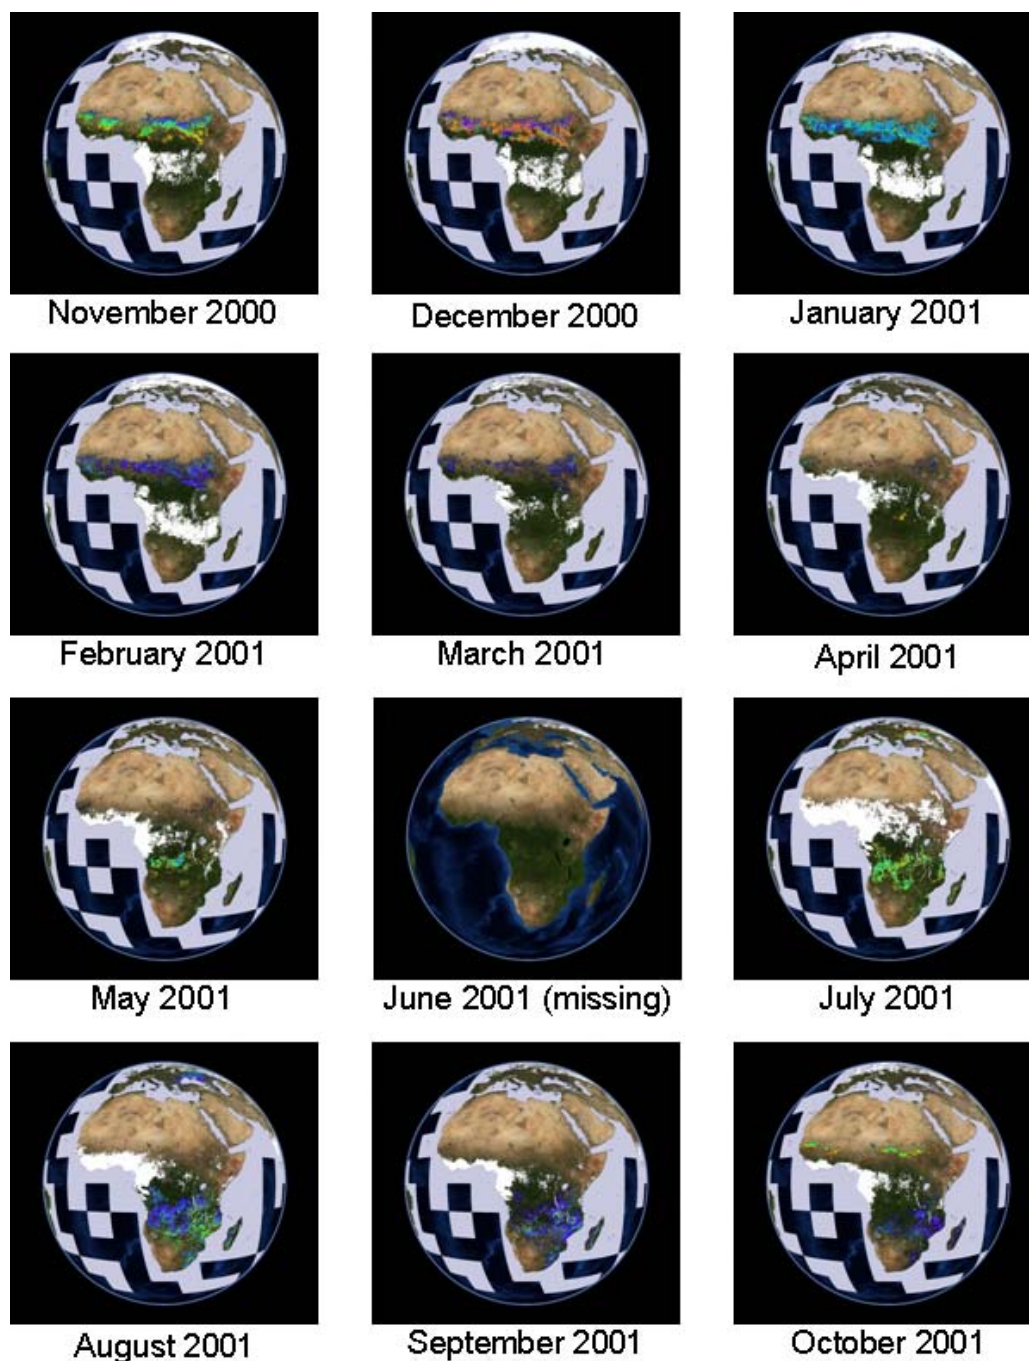 November 2000
December 2000
January 2001
February 2001
March 2001
April 2001
May 2001
June 2001 (missing)
July 2001
August 2001
September 2001
October 2001